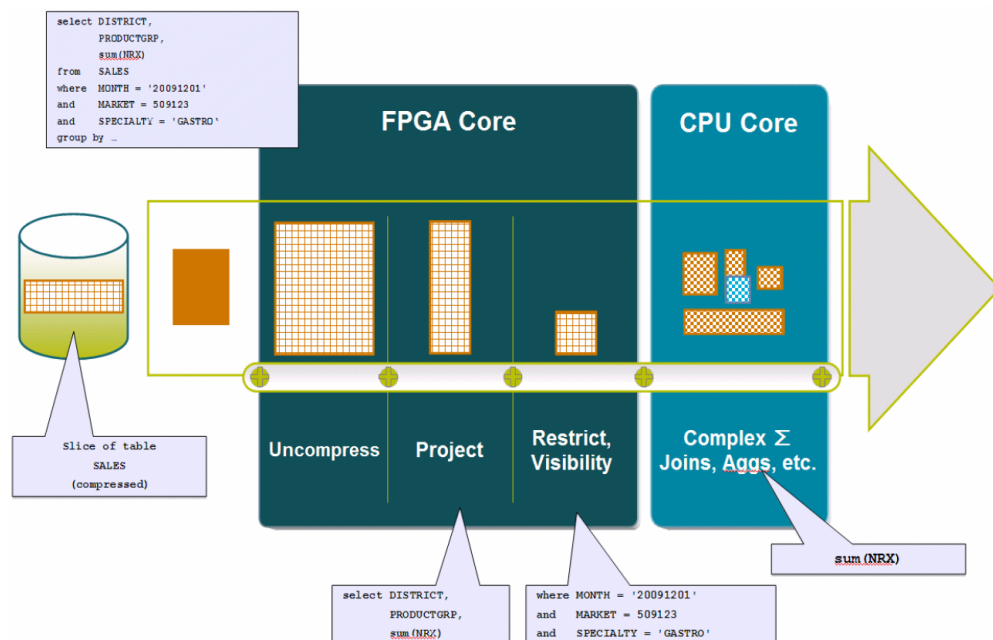 select DISTRICT,
PRODUCTGRP,
sum(NRX)
from SALES
where MONTH = '20091201'
and MARKET = 509123
and SPECIALTY = 'GASTRO'
group by …
FPGA Core
CPU Core
Uncompress
Project
Restrict,
Visibility
Complex Σ
Joins, Aggs, etc.
Slice of table
SALES
(compressed)
sum(NRX)
select DISTRICT,
PRODUCTGRP,
sum(NRX)
where MONTH = '20091201'
and MARKET = 509123
and SPECIALTY = 'GASTRO'